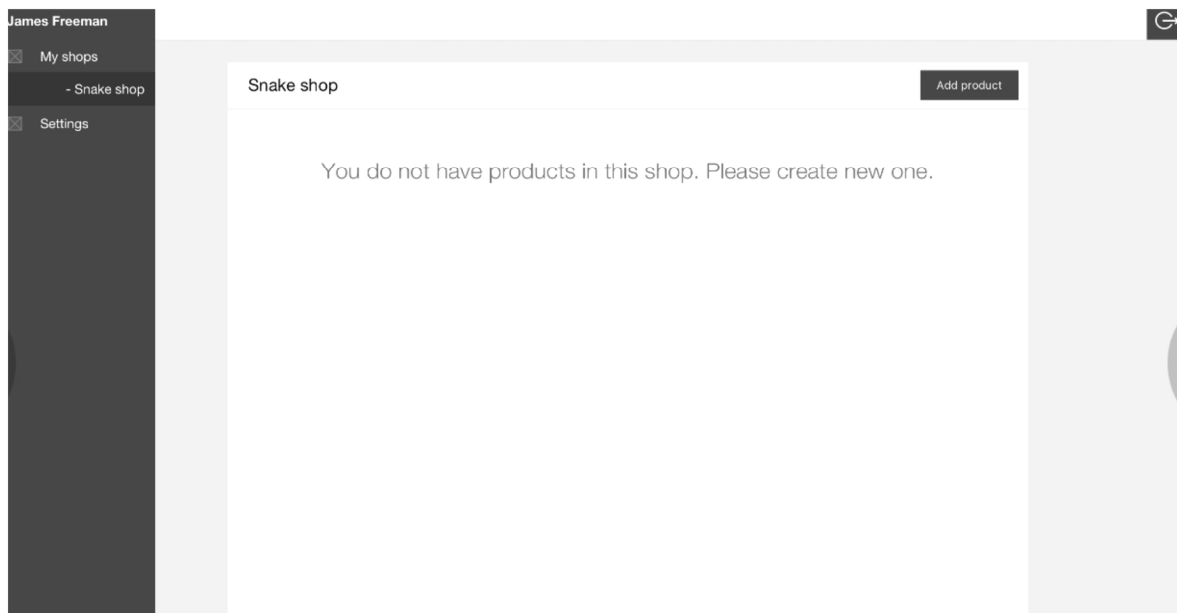 James Freeman
My shops
- Snake shop
Settings
Snake shop
Add product
You do not have products in this shop. Please create new one.